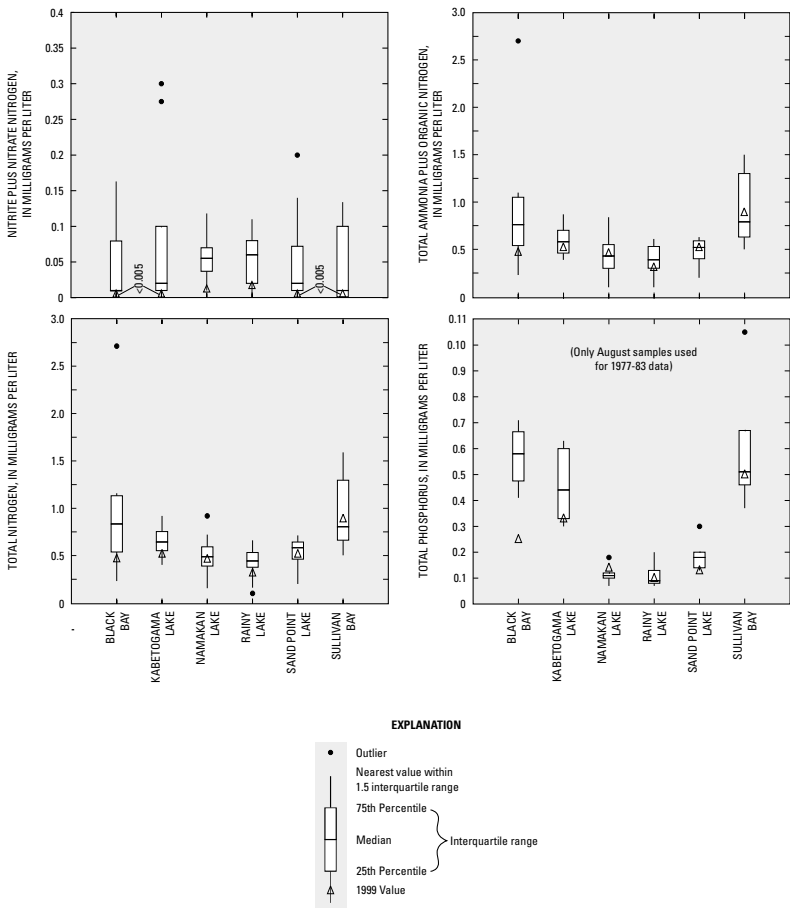 NITRITE PLUS NITRATE NITROGEN,
IN MILLIGRAMS PER LITER
0.4
0.3
0.2
0.1
0.05
0
<0.005
<0.005
TOTAL AMMONIA PLUS ORGANIC NITROGEN,
IN MILLIGRAMS PER LITER
3.0
2.5
2.0
1.5
1.0
0.5
0
TOTAL NITROGEN, IN MILLIGRAMS PER LITER
3.0
2.5
2.0
1.5
1.0
0.5
0
BLACK
BAY
KABETOGAMA
LAKE
NAMAKAN
LAKE
RAINY
LAKE
SAND POINT
LAKE
SULLIVAN
BAY
TOTAL PHOSPHORUS, IN MILLIGRAMS PER LITER
0.11
0.10
0.9
0.8
0.7
0.6
0.5
0.4
0.3
0.2
0.1
0
(Only August samples used
for 1977-83 data)
BLACK
BAY
KABETOGAMA
LAKE
NAMAKAN
LAKE
RAINY
LAKE
SAND POINT
LAKE
SULLIVAN
BAY
EXPLANATION
Outlier
Nearest value within
1.5 interquartile range
75th Percentile
Median
Interquartile range
25th Percentile
1999 Value